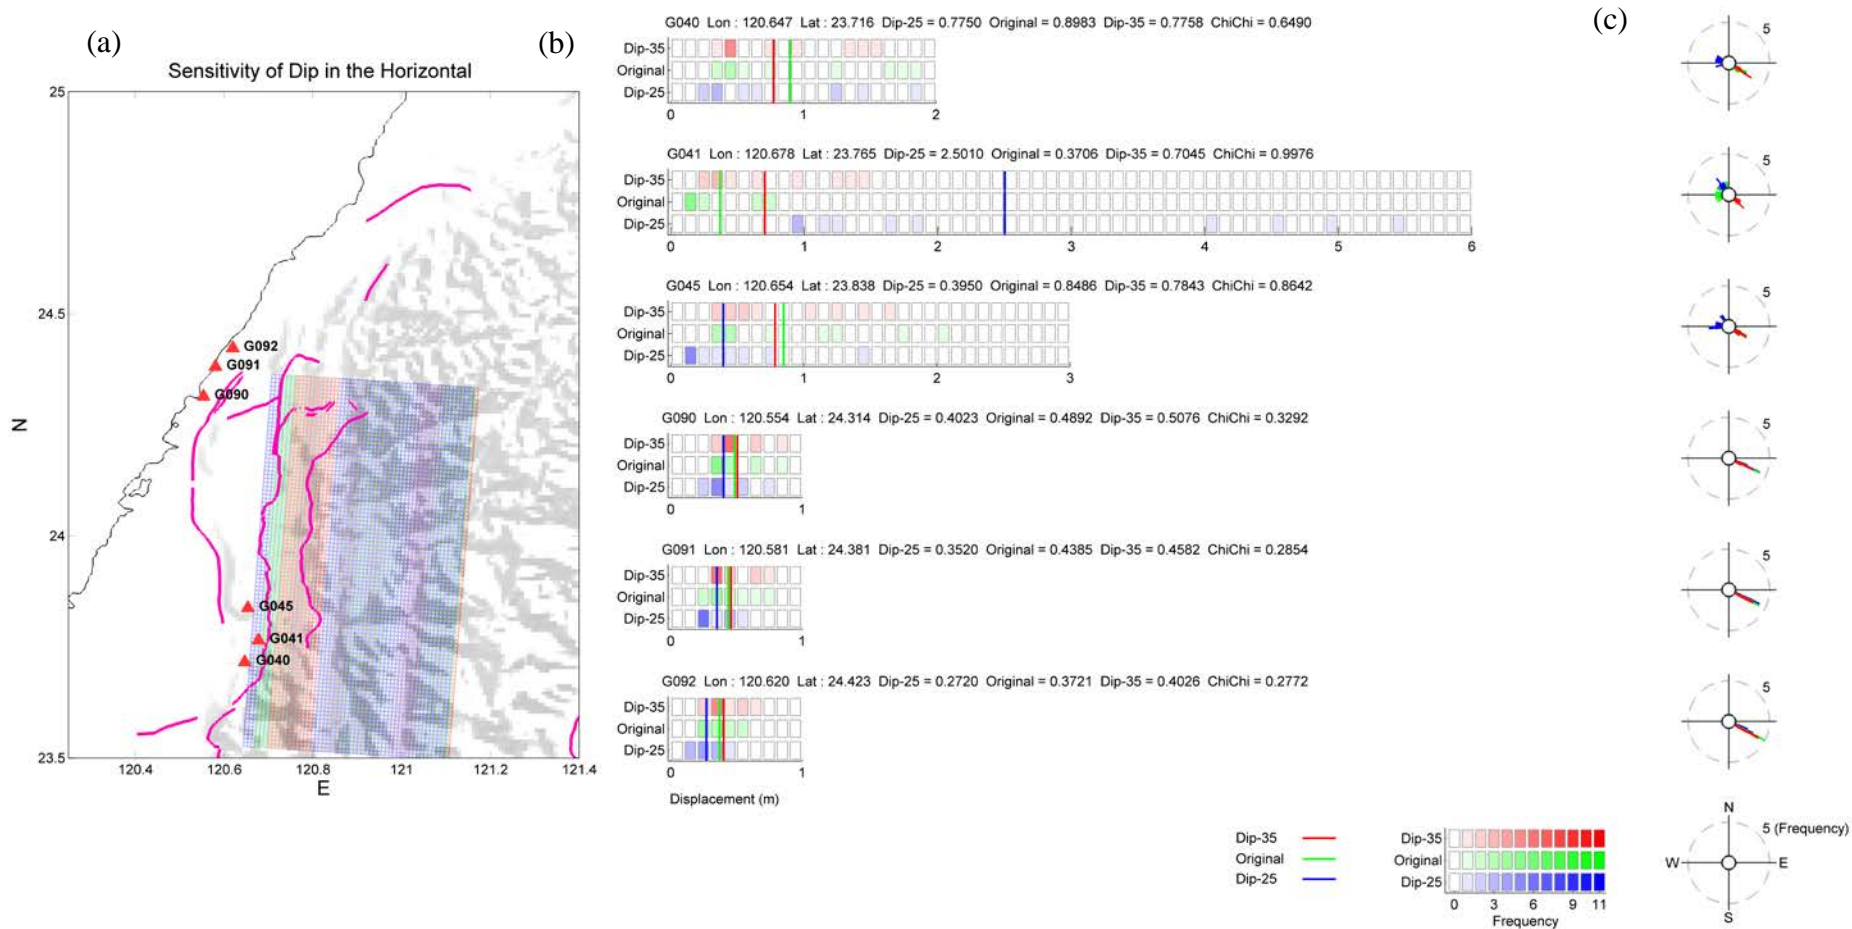 (a)
Sensitivity of Dip in the Horizontal
25
24.5
24
23.5
N
G092
G091
G090
G045
G041
G040
120.4 120.6 120.8 121 121.2 121.4
E
(b)
G040 Lon : 120.647 Lat : 23.716 Dip-25 = 0.7750 Original = 0.8983 Dip-35 = 0.7758 ChiChi = 0.6490
Dip-35
Original
Dip-25
0 1 2
G041 Lon : 120.678 Lat : 23.765 Dip-25 = 2.5010 Original = 0.3706 Dip-35 = 0.7045 ChiChi = 0.9976
Dip-35
Original
Dip-25
0 1 2 3 4 5 6
G045 Lon : 120.654 Lat : 23.838 Dip-25 = 0.3950 Original = 0.8486 Dip-35 = 0.7843 ChiChi = 0.8642
Dip-35
Original
Dip-25
0 1 2 3
G090 Lon : 120.554 Lat : 24.314 Dip-25 = 0.4023 Original = 0.4892 Dip-35 = 0.5076 ChiChi = 0.3292
Dip-35
Original
Dip-25
0 1
G091 Lon : 120.581 Lat : 24.381 Dip-25 = 0.3520 Original = 0.4385 Dip-35 = 0.4582 ChiChi = 0.2854
Dip-35
Original
Dip-25
0 1
G092 Lon : 120.620 Lat : 24.423 Dip-25 = 0.2720 Original = 0.3721 Dip-35 = 0.4026 ChiChi = 0.2772
Dip-35
Original
Dip-25
0 1
Displacement (m)
Dip-35
Original
Dip-25
Dip-35
Original
Dip-25
0 3 6 9 11
Frequency
(c)
5
5
5
5
5
5
N
5 (Frequency)
W E
S